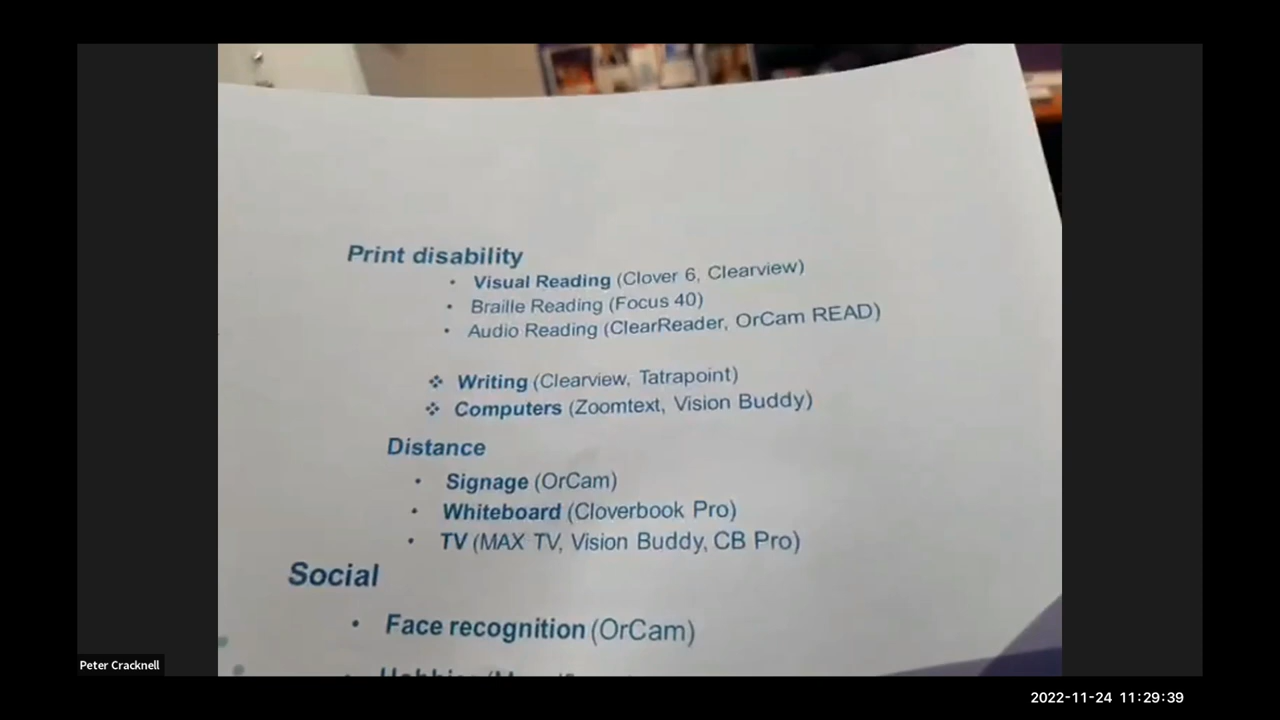 Print disability
• Visual Reading (Clover 6, Clearview)
• Braille Reading (Focus 40)
• Audio Reading (ClearReader, OrCam READ)
❖ Writing (Clearview, Tatrapoint)
❖ Computers (Zoomtext, Vision Buddy)
Distance
• Signage (OrCam)
• Whiteboard (Cloverbook Pro)
• TV (MAX TV, Vision Buddy, CB Pro)
Social
• Face recognition (OrCam)
Peter Cracknell
2022-11-24 11:29:39